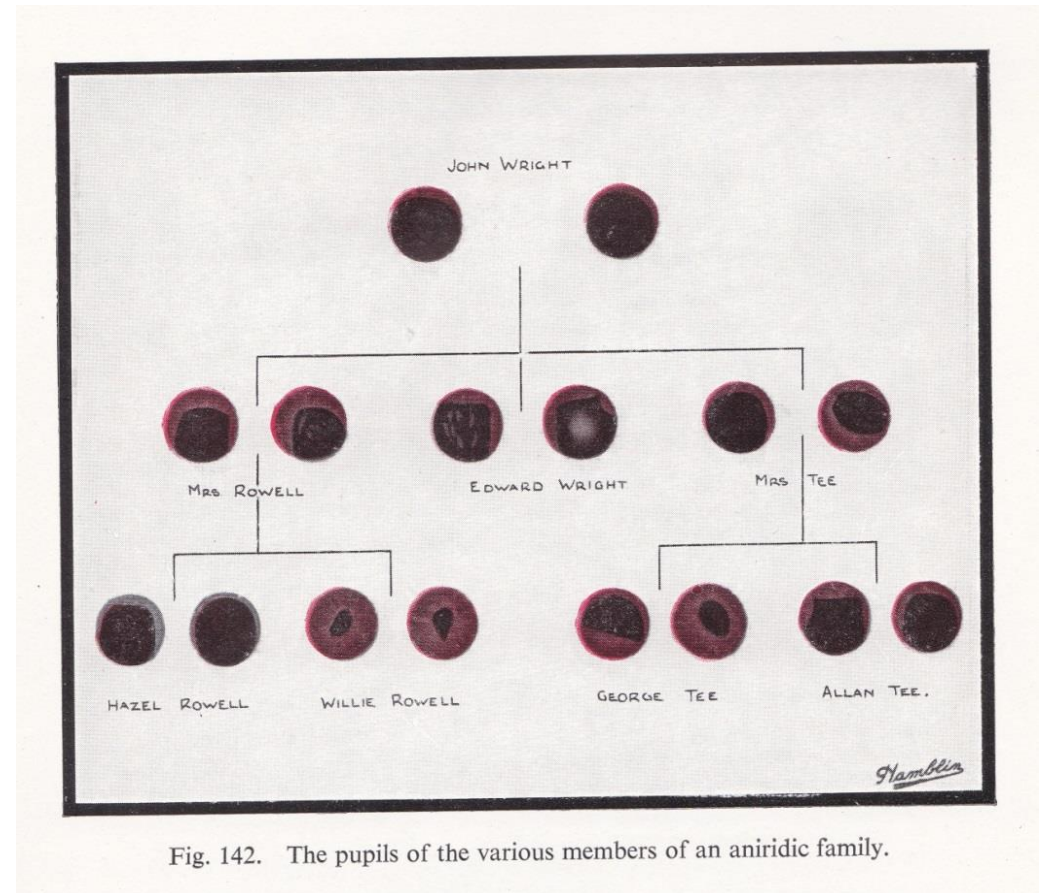 JOHN WRIGHT
MRS ROWELL
EDWARD WRIGHT
MRS TEE
HAZEL ROWELL
WILLIE ROWELL
GEORGE TEE
ALLAN TEE.
Hamblin
Fig. 142. The pupils of the various members of an aniridic family.